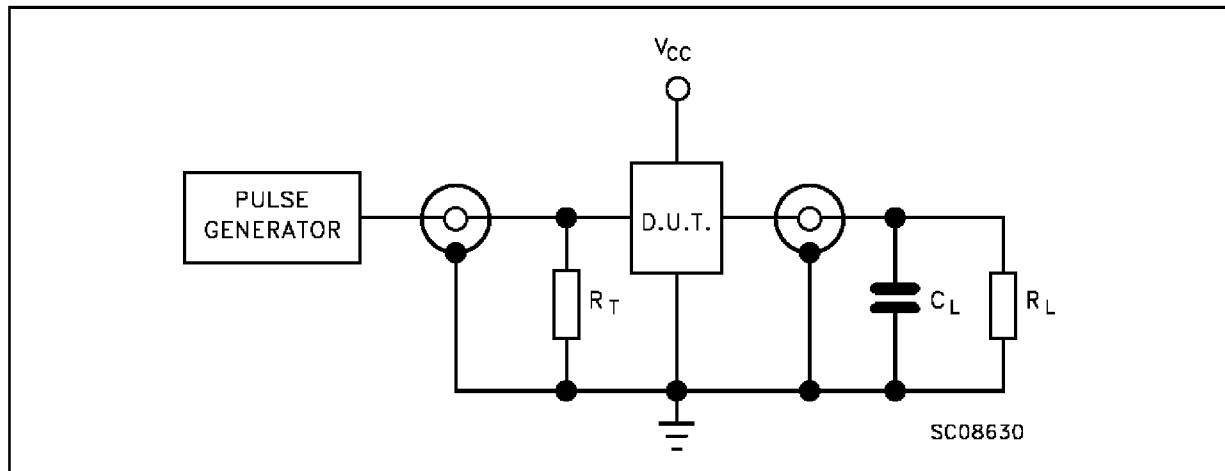 VCC
PULSE
GENERATOR
D.U.T.
RT
CL
RL
SC08630